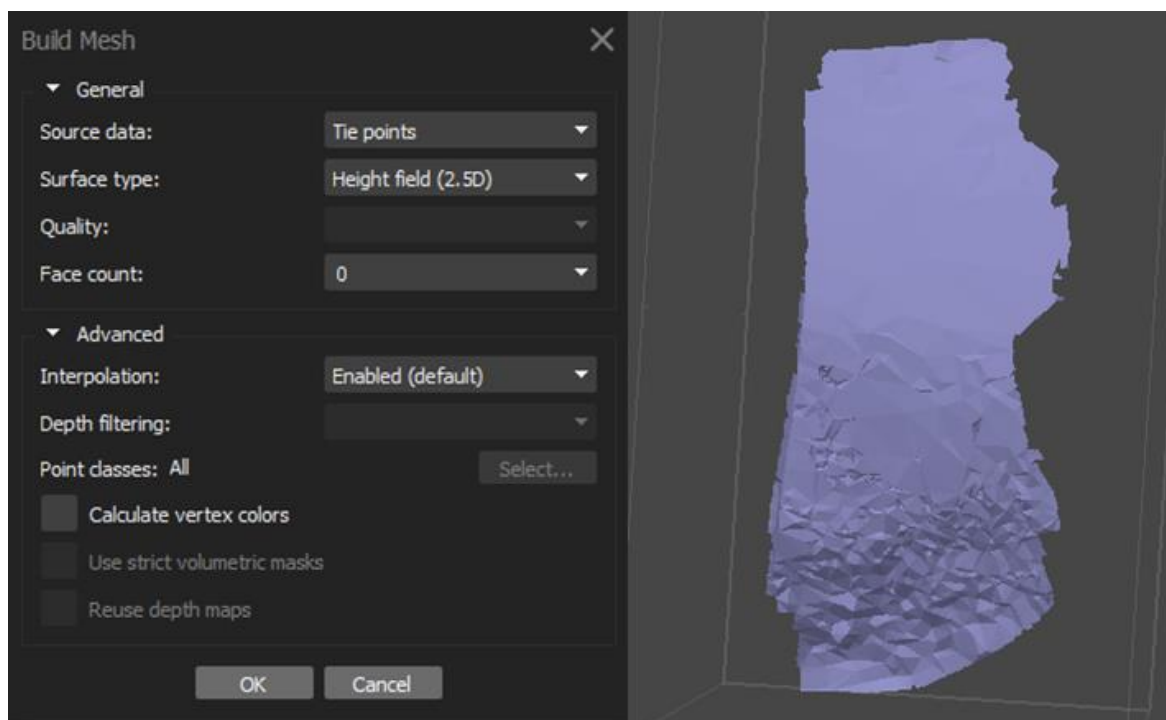 Build Mesh
General
Source data: Tie points
Surface type: Height field (2.5D)
Quality:
Face count: 0
Advanced
Interpolation: Enabled (default)
Depth filtering:
Point classes: All Select...
Calculate vertex colors
Use strict volumetric masks
Reuse depth maps
OK Cancel